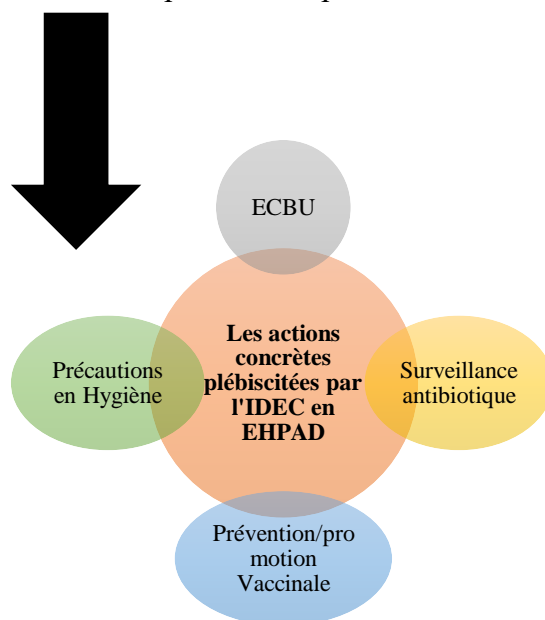 ECBU
Les actions
concrètes
plébiscitées par
l'IDEC en
EHPAD
Précautions
en Hygiène
Surveillance
antibiotique
Prévention/pro
motion
Vaccinale